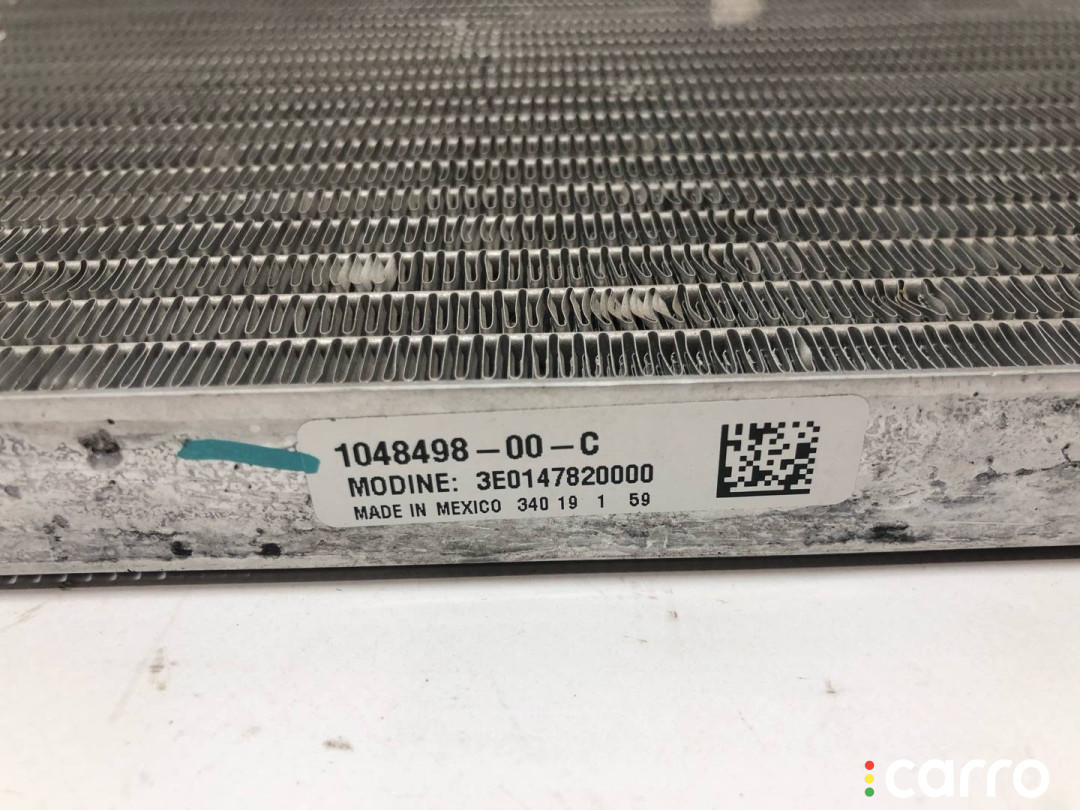 1048498-00-C
MODINE: 3E0147820000
MADE IN MEXICO 340 19 1 59
carro